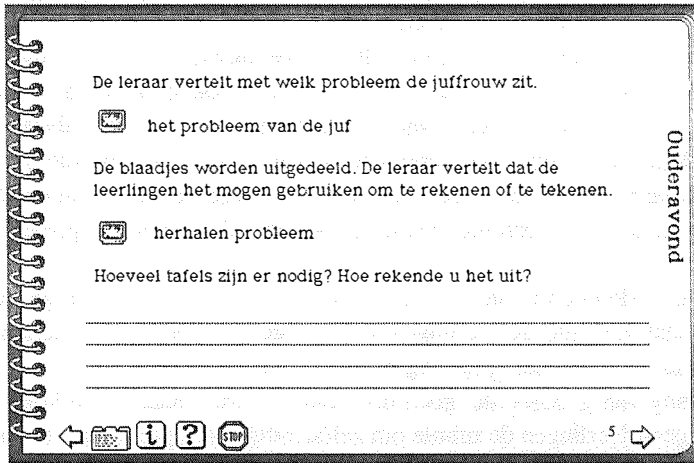 De leraar vertelt met welk probleem de juffrouw zit.
het probleem van de juf
De blaadjes worden uitgedeeld. De leraar vertelt dat de
leerlingen het mogen gebruiken om te rekenen of te tekenen.
herhalen probleem
Hoeveel tafels zijn er nodig? Hoe rekende u het uit?
Ouderavond
i ? STOP
5